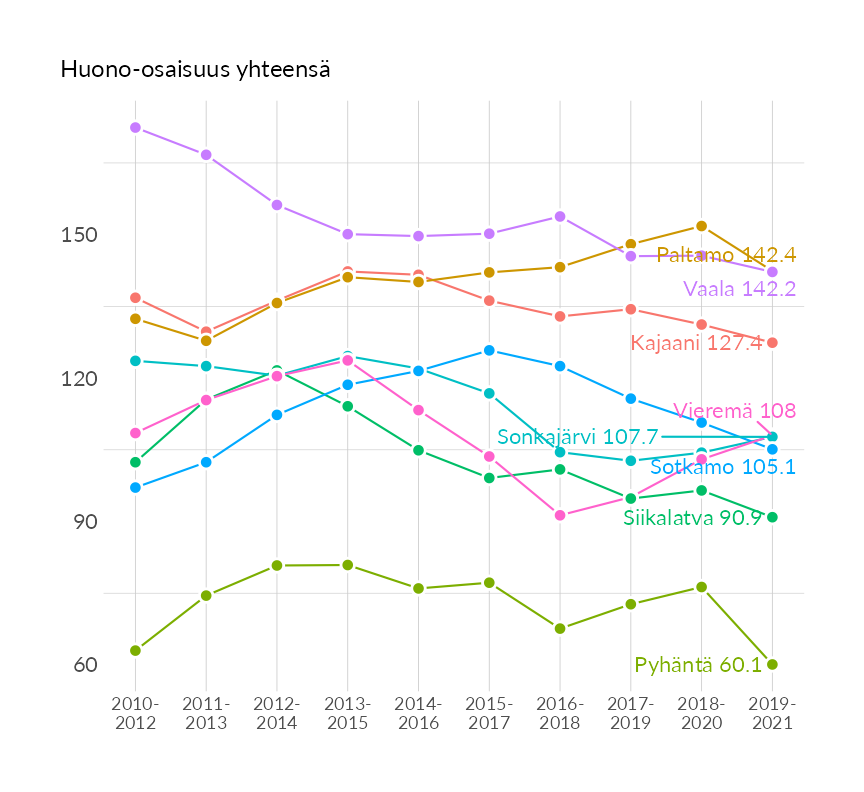 Huono-osaisuus yhteensä
150
120
90
60
Paltamo 142.4
Vaala 142.2
Kajaani 127.4
Vieremä 108
Sonkajärvi 107.7
Sotkamo 105.1
Siikalatva 90.9
Pyhäntä 60.1
2010-
2012
2011-
2013
2012-
2014
2013-
2015
2014-
2016
2015-
2017
2016-
2018
2017-
2019
2018-
2020
2019-
2021